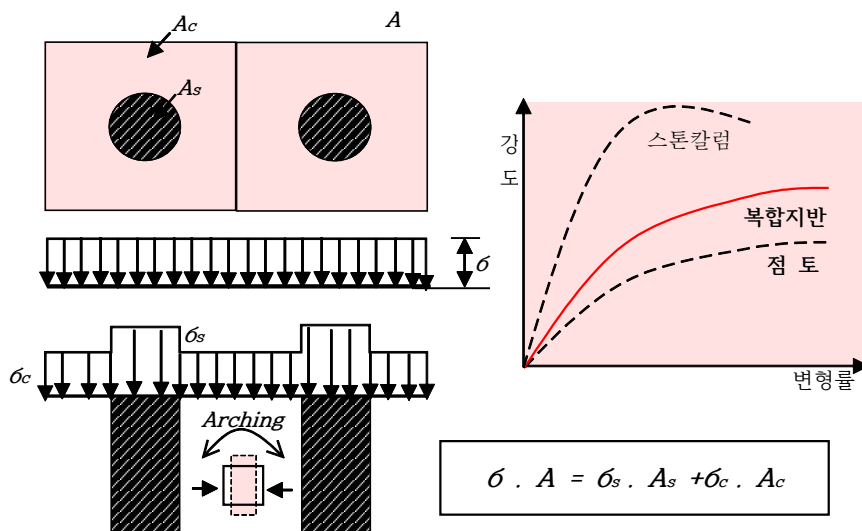 Ac
A
As
강
도
스톤칼럼
복합지반
점 토
변형률
σ
σs
σc
Arching
σ . A = σs . As +σc . Ac